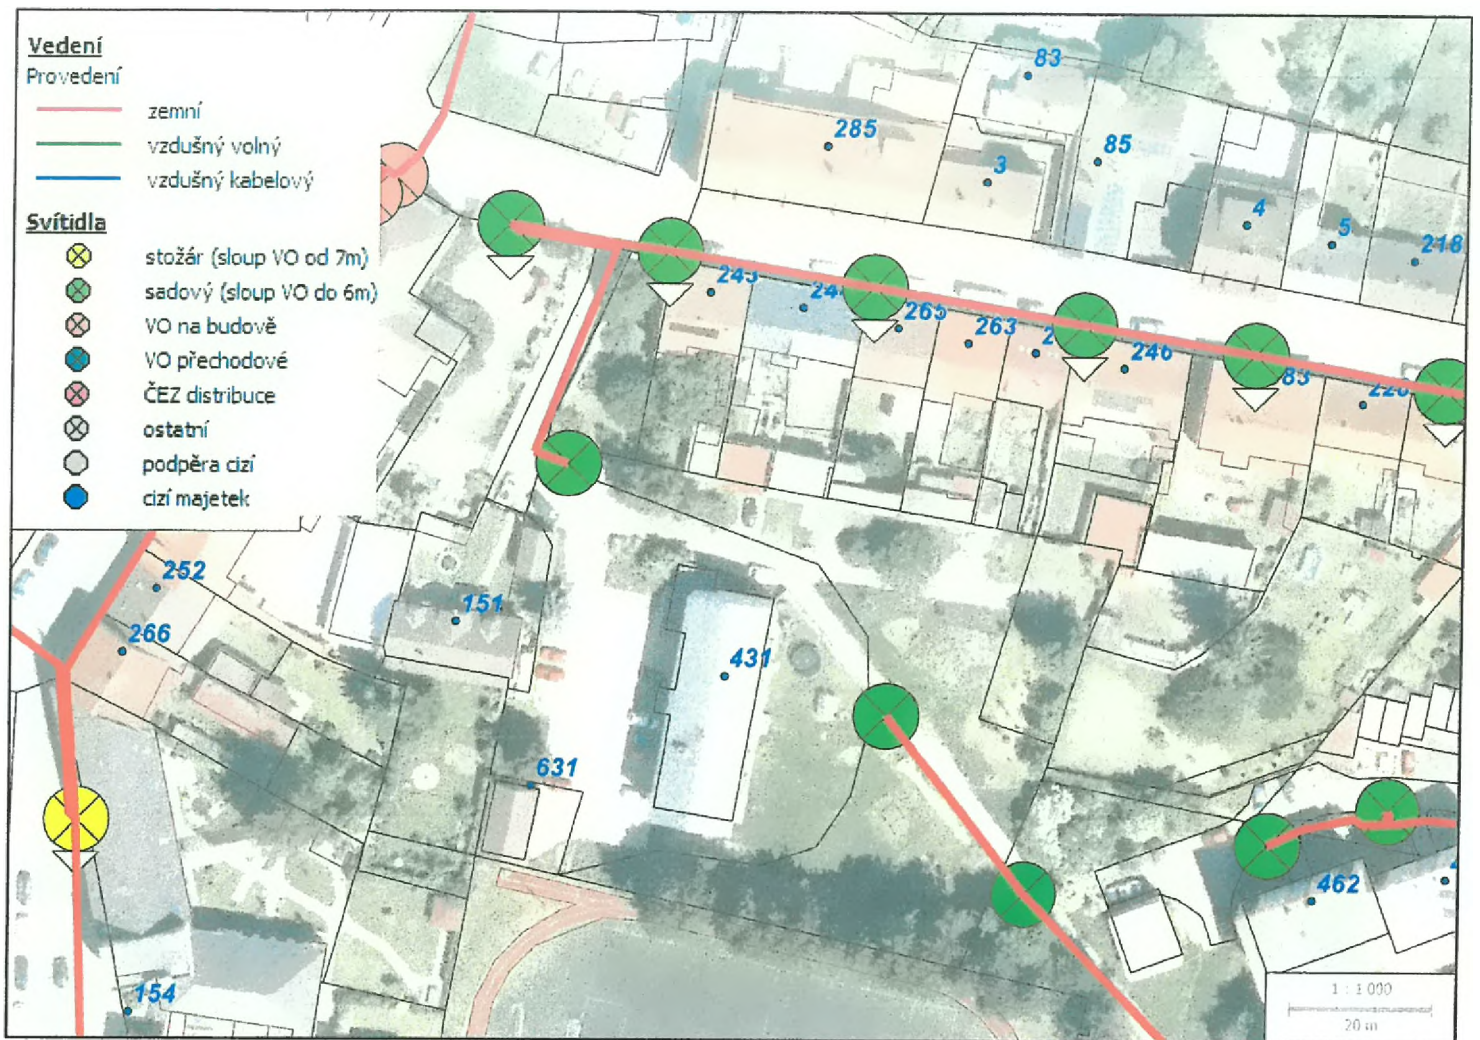 Vedení
Provedení
zemní
vzdušný volný
vzdušný kabelový
Svítidla
stožár (sloup VO od 7m)
sadový (sloup VO do 6m)
VO na budově
VO přechodové
ČEZ distribuce
ostatní
podpěra cizí
cizí majetek
83
285
85
3
4
5
218
265
263
246
252
151
266
431
631
462
154
1 : 1 000
20 m